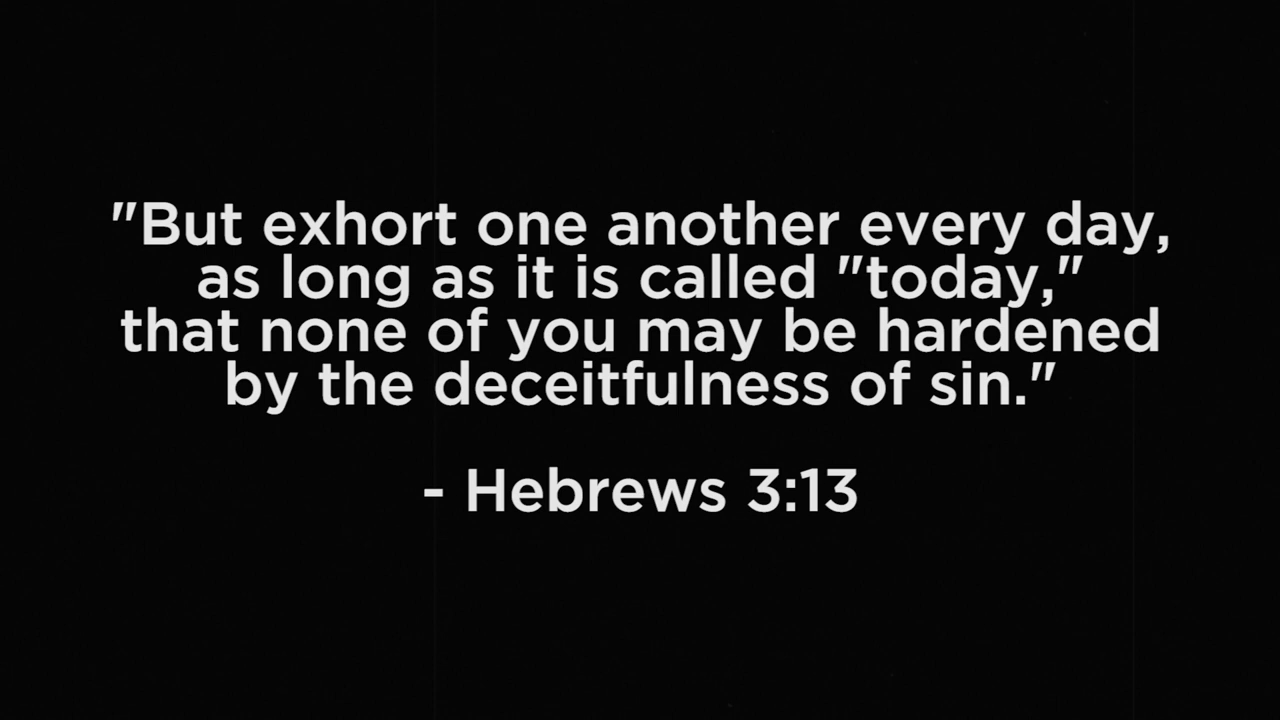 "But exhort one another every day,
as long as it is called "today,"
that none of you may be hardened
by the deceitfulness of sin."
- Hebrews 3:13